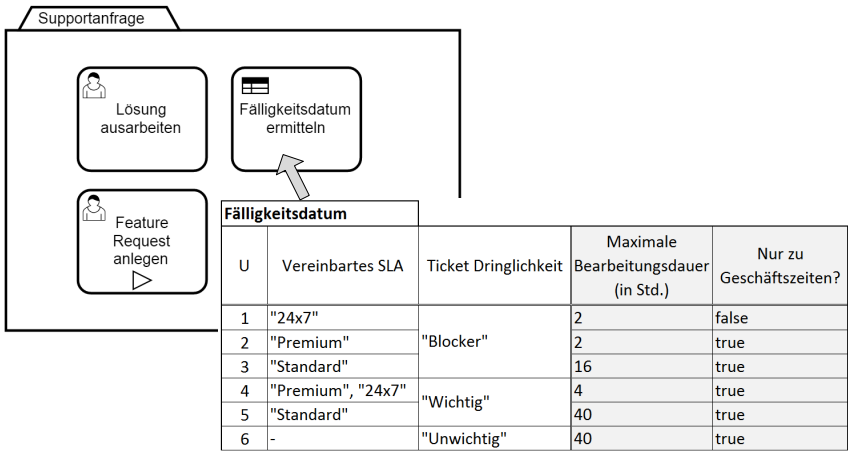 Supportanfrage
Lösung
ausarbeiten
Fälligkeitsdatum
ermitteln
Feature
Request
anlegen
Fälligkeitsdatum
U Vereinbartes SLA Ticket Dringlichkeit Maximale Bearbeitungsdauer (in Std.) Nur zu Geschäftszeiten?
1 "24x7" "Blocker" 2 false
2 "Premium" 2 true
3 "Standard" 16 true
4 "Premium", "24x7" "Wichtig" 4 true
5 "Standard" 40 true
6 - "Unwichtig" 40 true